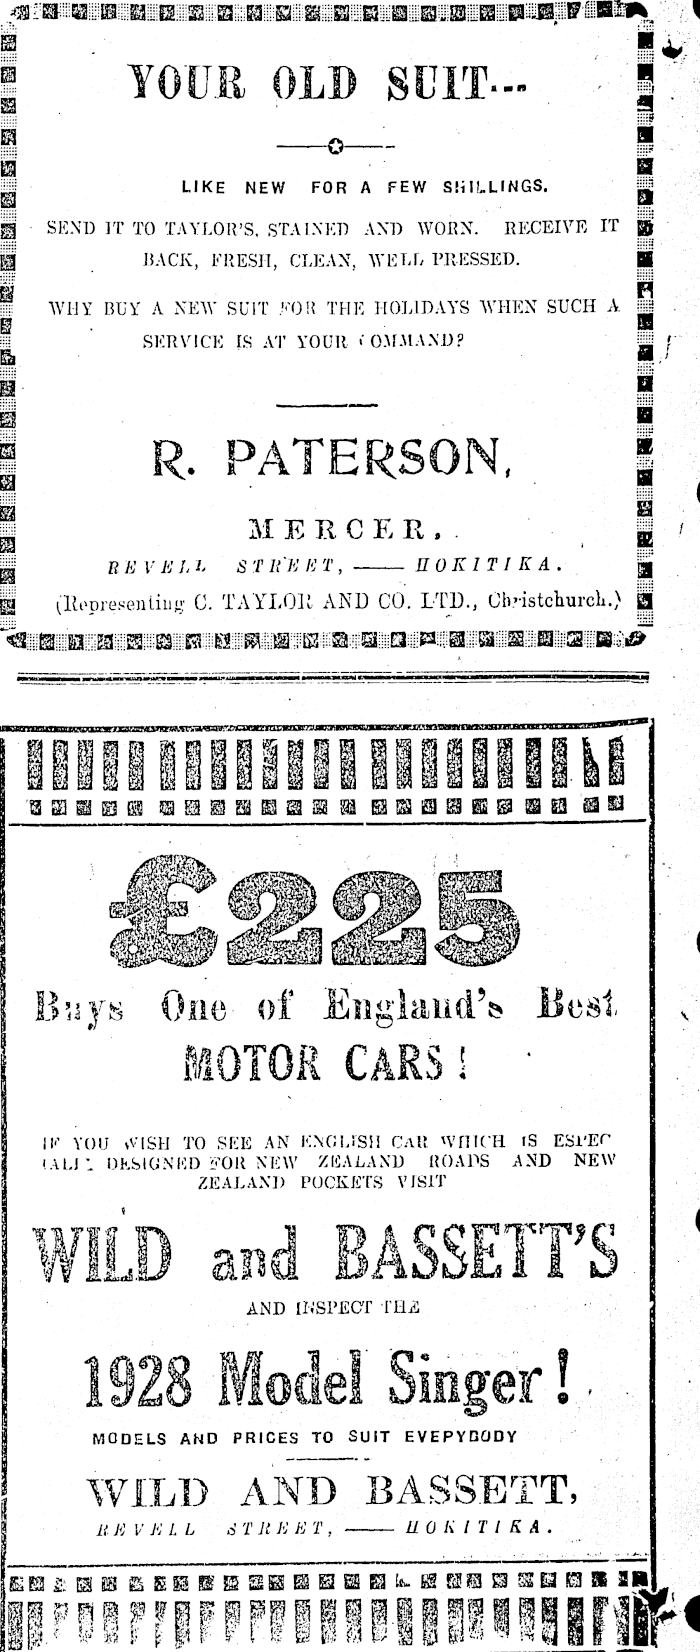 YOUR OLD SUIT---
LIKE NEW FOR A FEW SHILLINGS.
SEND IT TO TAYLOR'S, STAINED AND WORN. RECEIVE IT
BACK, FRESH, CLEAN, WELL PRESSED.
WHY BUY A NEW SUIT FOR THE HOLIDAYS WHEN SUCH A
SERVICE IS AT YOUR COMMAND?
R. PATERSON,
MERCER,
REVELL STREET, —— HOKITIKA.
(Representing C. TAYLOR AND CO. LTD., Christchurch.)
£225
Buys One of England's Best
MOTOR CARS!
IF YOU WISH TO SEE AN ENGLISH CAR WHICH IS ESPEC
IALLY DESIGNED FOR NEW ZEALAND ROADS AND NEW
ZEALAND POCKETS VISIT
WILD and BASSETT'S
AND INSPECT THE
1928 Model Singer!
MODELS AND PRICES TO SUIT EVEPYBODY
WILD AND BASSETT,
REVELL STREET, —— HOKITIKA.